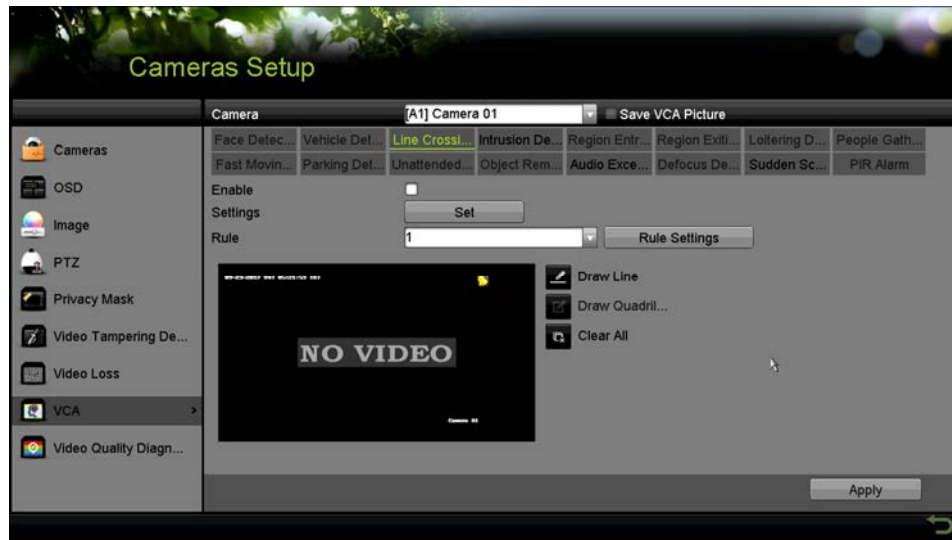 Cameras Setup
Camera [A1] Camera 01 Save VCA Picture
Face Detec... Vehicle Det... Line Crossi... Intrusion De... Region Entr... Region Exiti... Loitering D... People Gath...
Fast Movin... Parking Det... Unattended... Object Rem... Audio Exce... Defocus De... Sudden Sc... PIR Alarm
Cameras
OSD
Image
PTZ
Privacy Mask
Video Tampering De...
Video Loss
VCA >
Video Quality Diagn...
Enable
Settings Set
Rule 1 Rule Settings
NO VIDEO
Camera 01
Draw Line
Draw Quadril...
Clear All
Apply